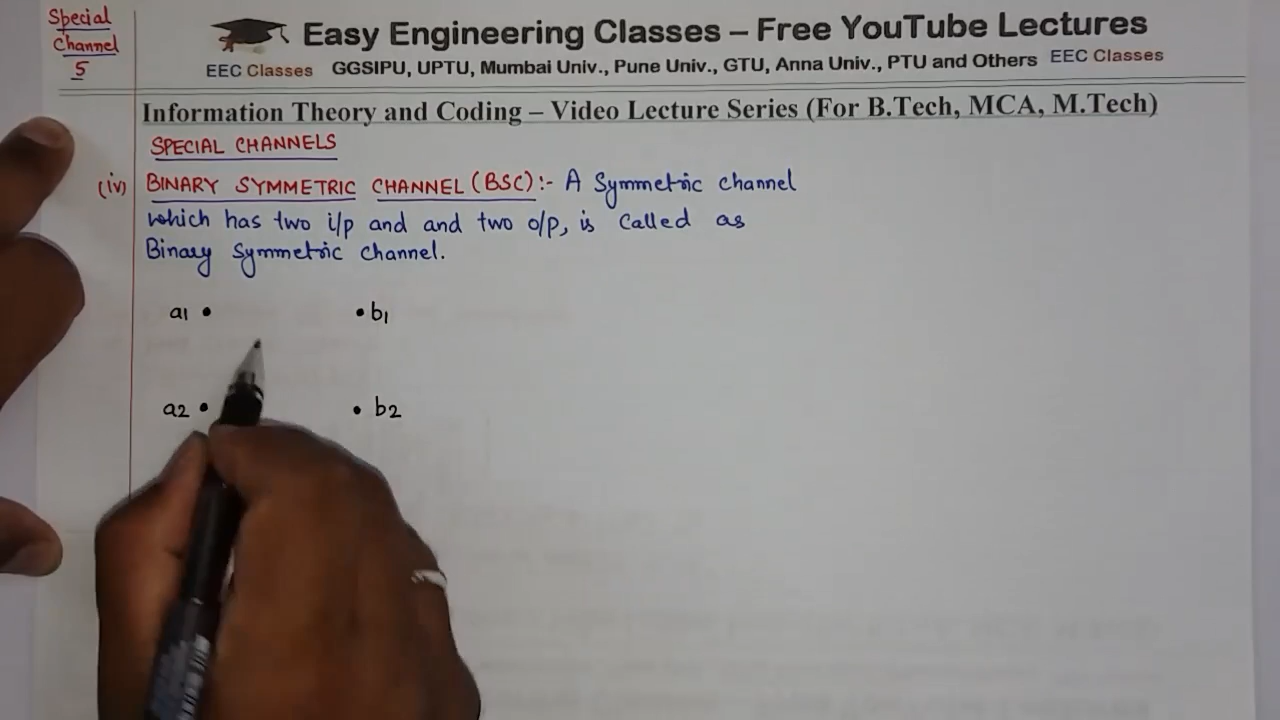 Special
Channel
5
Easy Engineering Classes – Free YouTube Lectures
EEC Classes GGSIPU, UPTU, Mumbai Univ., Pune Univ., GTU, Anna Univ., PTU and Others EEC Classes
Information Theory and Coding – Video Lecture Series (For B.Tech, MCA, M.Tech)
SPECIAL CHANNELS
(iv) BINARY SYMMETRIC CHANNEL (BSC):- A Symmetric channel
which has two i/p and and two o/p, is called as
Binary Symmetric Channel.
a1 • • b1
a2 • • b2